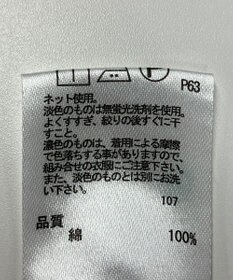 P63
ネット使用。
淡色のものは無蛍光洗剤を使用。
よくすすぎ、絞りの後すぐに干
すこと。
濃色のものは、着用による摩擦
で色落ちする事がありますので、
組み合せの衣服にご注意下さい。
また、淡色のものとは別にお洗
い下さい。
107
品質
綿 100%